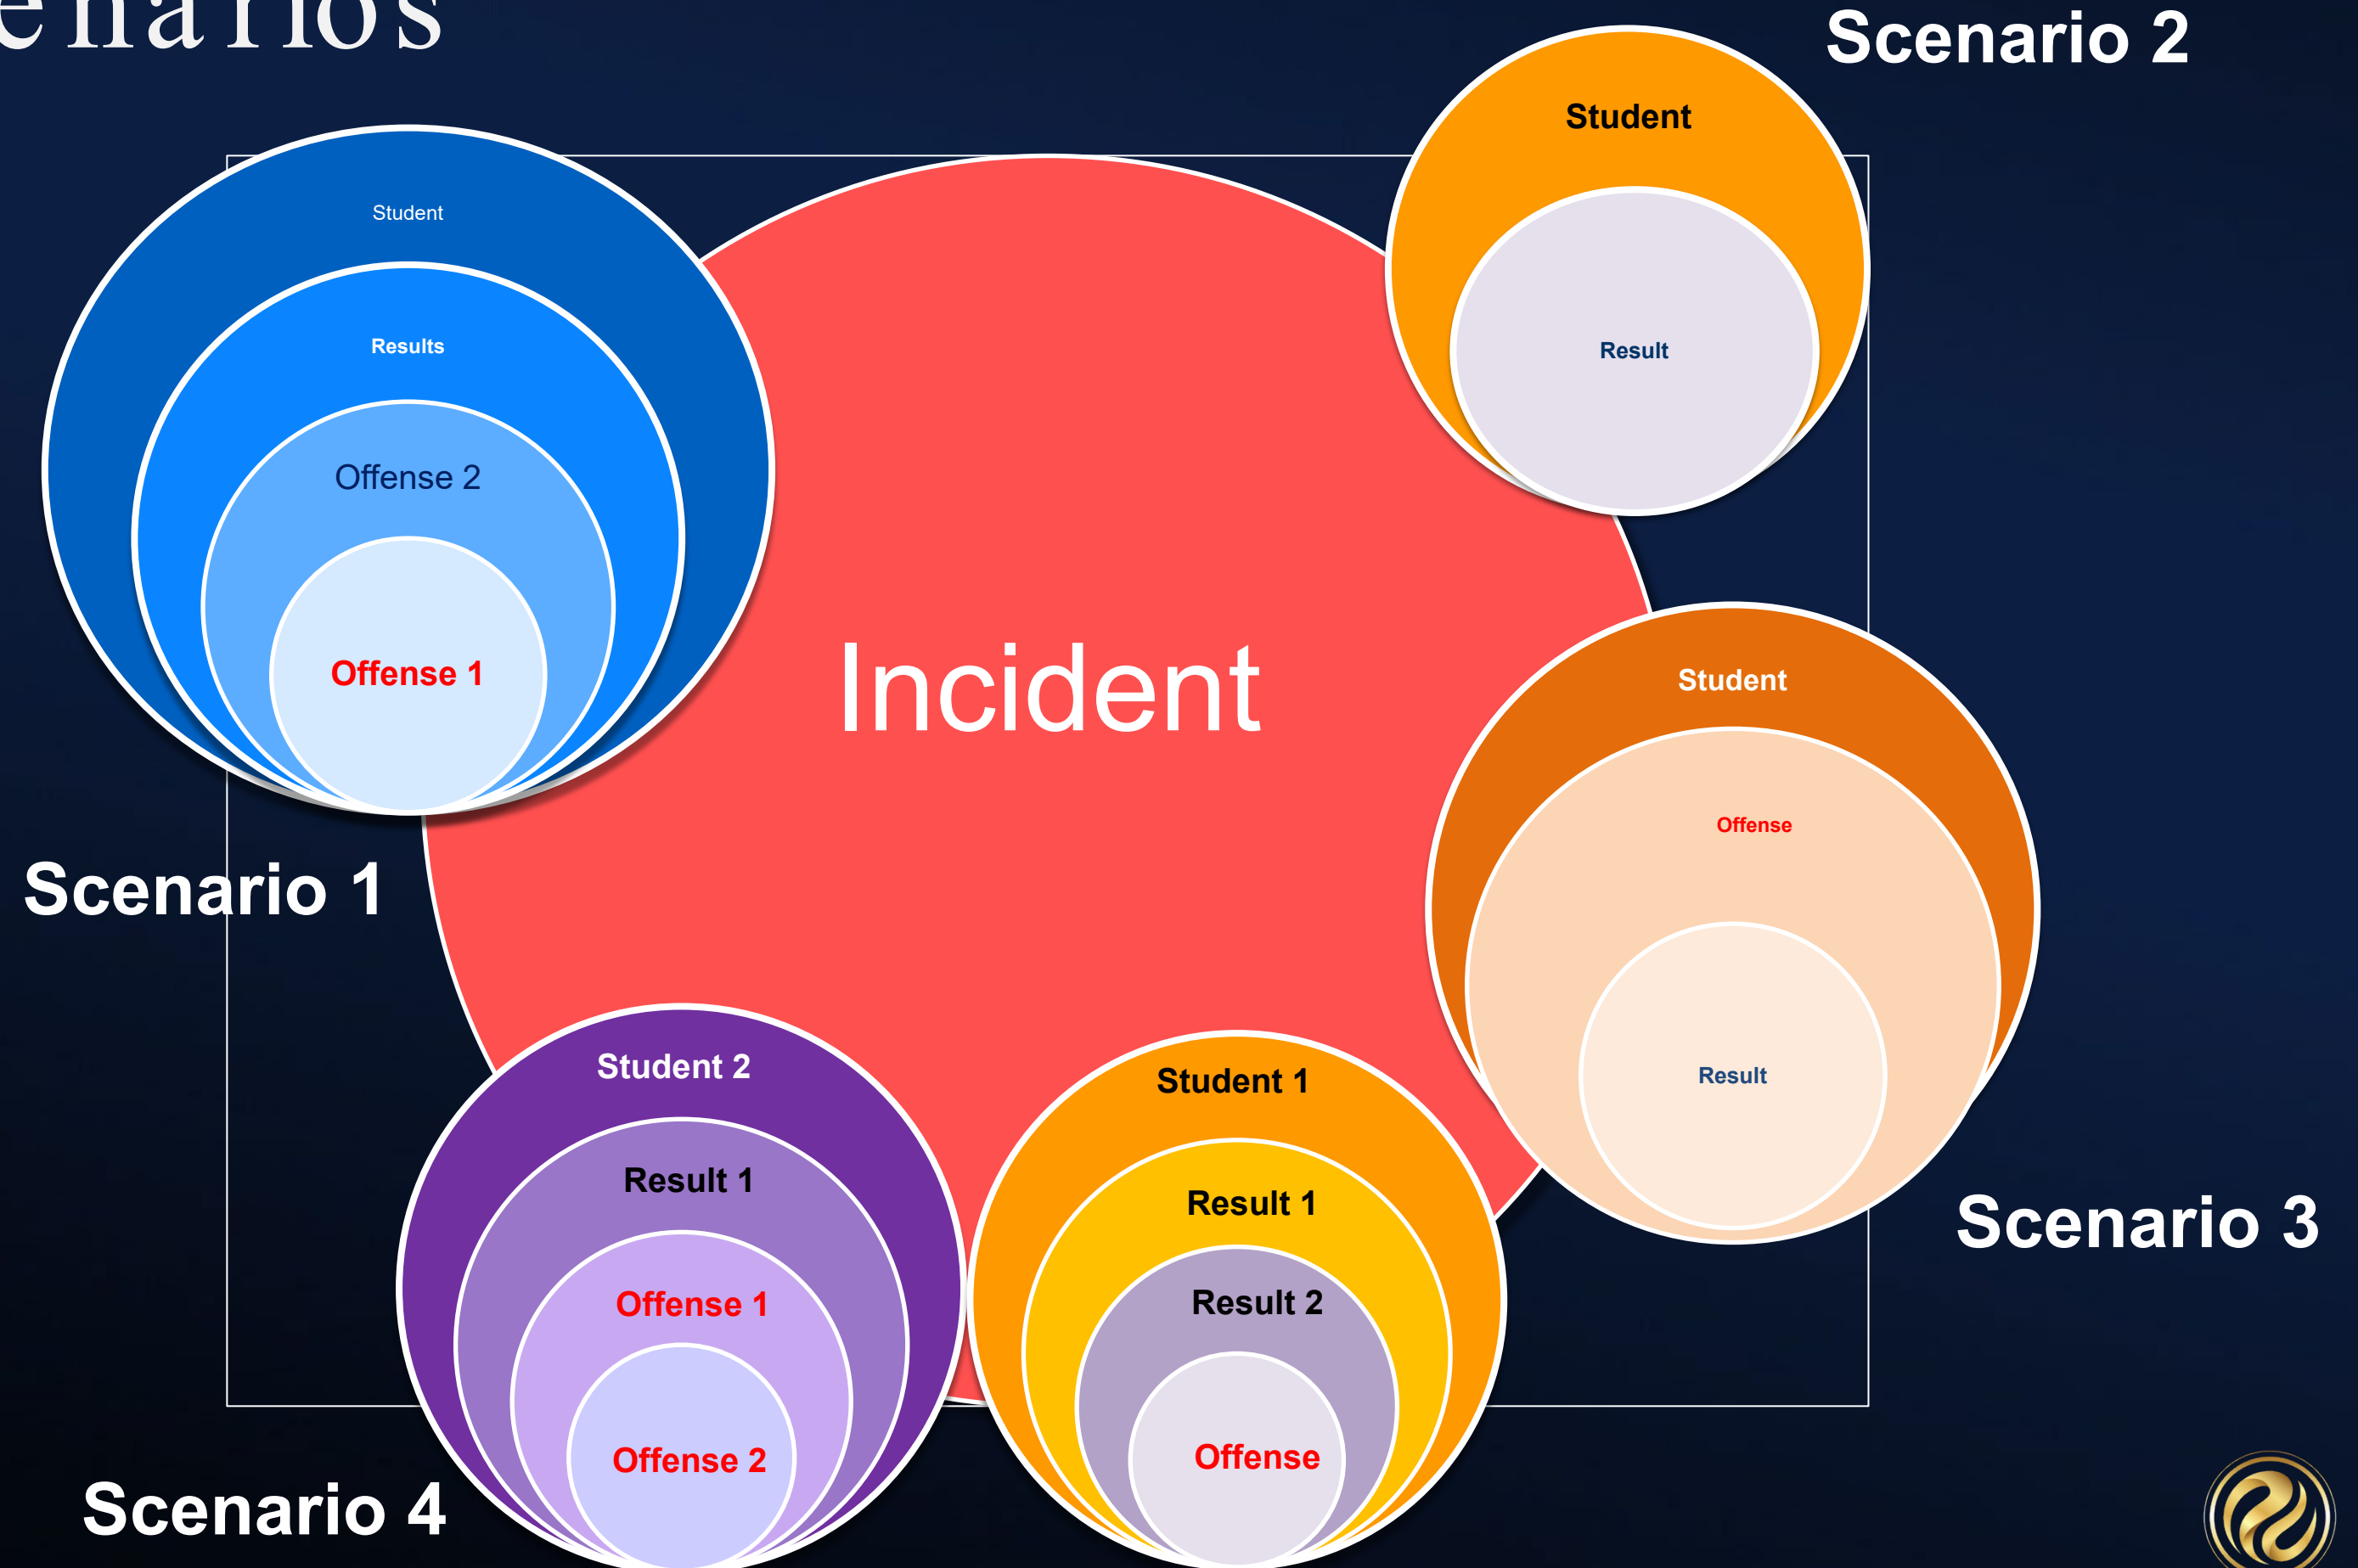 enarios
Scenario 2
Student
Result
Student
Results
Offense 2
Offense 1
Scenario 1
Incident
Student
Offense
Result
Scenario 3
Student 2
Result 1
Offense 1
Offense 2
Scenario 4
Student 1
Result 1
Result 2
Offense